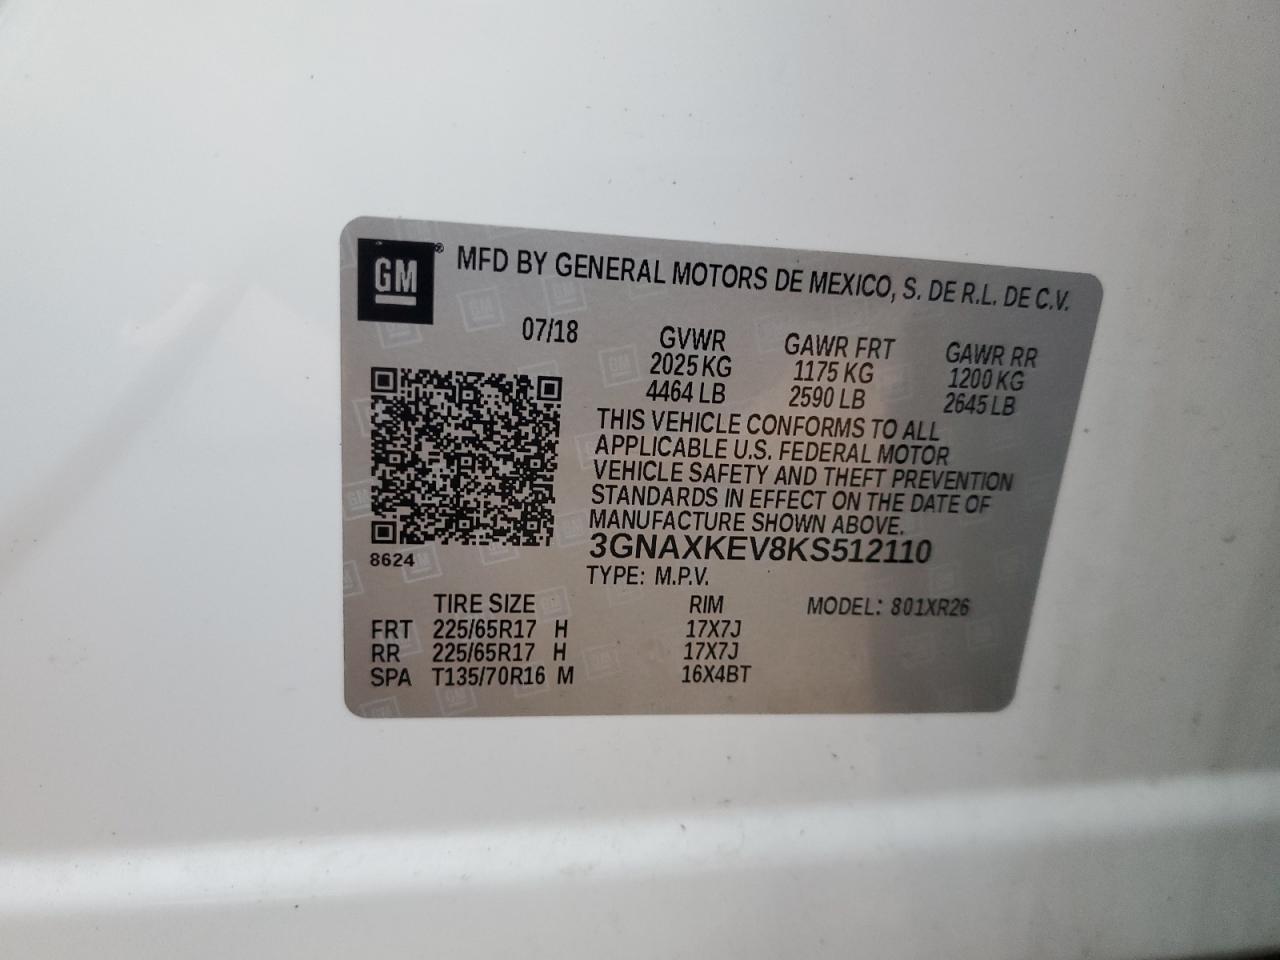 GM® MFD BY GENERAL MOTORS DE MEXICO, S. DE R.L. DE C.V.
07/18 GVWR GAWR FRT GAWR RR
2025 KG 1175 KG 1200 KG
4464 LB 2590 LB 2645 LB
THIS VEHICLE CONFORMS TO ALL
APPLICABLE U.S. FEDERAL MOTOR
VEHICLE SAFETY AND THEFT PREVENTION
STANDARDS IN EFFECT ON THE DATE OF
MANUFACTURE SHOWN ABOVE.
8624 3GNAXKEV8KS512110
TYPE: M.P.V.
TIRE SIZE RIM MODEL: 801XR26
FRT 225/65R17 H 17X7J
RR 225/65R17 H 17X7J
SPA T135/70R16 M 16X4BT